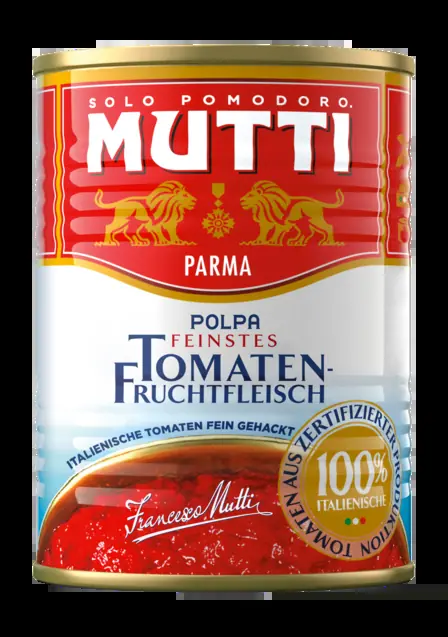 SOLO POMODORO.
MUTTI
PARMA
POLPA
FEINSTES
TOMATEN-
FRUCHTFLEISCH
ITALIENISCHE TOMATEN FEIN GEHACKT
TOMATEN AUS ZERTIFIZIERTER PRODUKTION
100%
ITALIENISCHE
Francesco Mutti